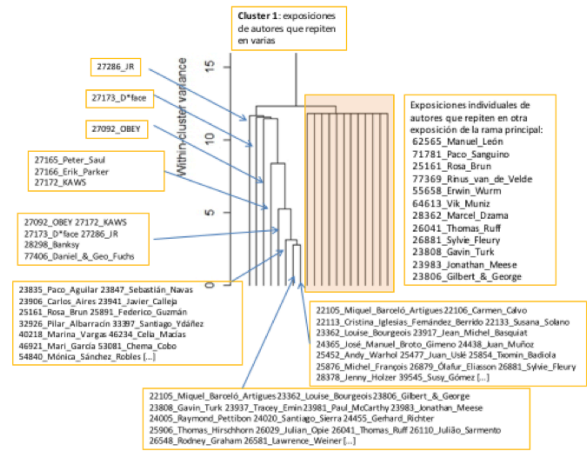 Cluster 1: exposiciones
de autores que repiten
en varias
27286_JR
27173_D*face
27092_OBEY
27165_Peter_Saul
27166_Erik_Parker
27172_KAWS
27092_OBEY 27172_KAWS
27173_D*face 27286_JR
28298_Banksy
77406_Daniel_&_Geo_Fuchs
23835_Paco_Aguilar 23847_Sebastián_Navas
23906_Carlos_Aires 23941_Javier_Calleja
25161_Rosa_Brun 25891_Federico_Guzmán
32926_Pilar_Albarracín 33397_Santiago_Ydáñez
40218_Marina_Vargas 46234_Celia_Macías
46921_Mari_García 53081_Chema_Cobo
54840_Mónica_Sánchez_Robles [...]
Within cluster variance
15
10
5
0
Exposiciones individuales de
autores que repiten en otra
exposición de la rama principal:
62565_Manuel_León
71781_Paco_Sanguino
25161_Rosa_Brun
77369_Rinus_van_de_Velde
55658_Erwin_Wurm
64613_Vik_Muniz
28362_Marcel_Dzama
26041_Thomas_Ruff
26881_Sylvie_Fleury
23808_Gavin_Turk
23983_Jonathan_Meese
23806_Gilbert_&_George
22105_Miquel_Barceló_Artigues 22106_Carmen_Calvo
22113_Cristina_Iglesias_Fernández_Berrido 22133_Susana_Solano
23362_Louise_Bourgeois 23917_Jean_Michel_Basquiat
24365_José_Manuel_Broto_Gimeno 24438_Juan_Muñoz
25452_Andy_Warhol 25477_Juan_Uslé 25854_Txomin_Badiola
25876_Michel_François 26879_Ólafur_Eliasson 26881_Sylvie_Fleury
28378_Jenny_Holzer 39545_Susy_Gómez [...]
22105_Miquel_Barceló_Artigues 23362_Louise_Bourgeois 23806_Gilbert_&_George
23808_Gavin_Turk 23937_Tracey_Emin 23981_Paul_McCarthy 23983_Jonathan_Meese
24005_Raymond_Pettibon 24020_Santiago_Sierra 24455_Gerhard_Richter
25906_Thomas_Hirschhorn 26029_Julian_Opie 26041_Thomas_Ruff 26110_Julião_Sarmento
26548_Rodney_Graham 26581_Lawrence_Weiner [...]